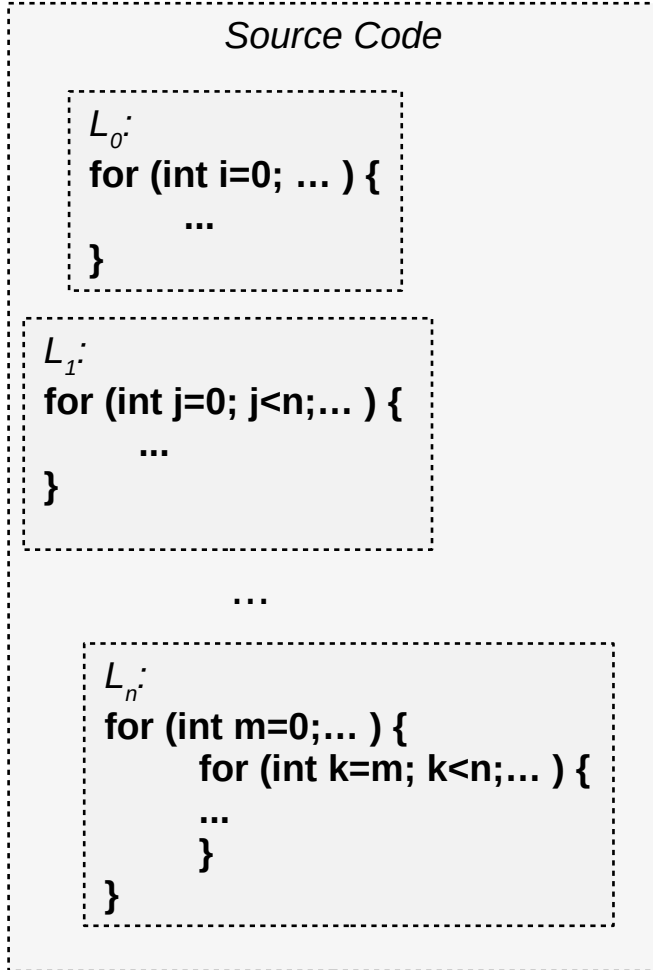 Source Code
L₀:
for (int i=0; … ) {
...
}
L₁:
for (int j=0; j<n;… ) {
...
}
…
Lₙ:
for (int m=0;… ) {
for (int k=m; k<n;… ) {
...
}
}